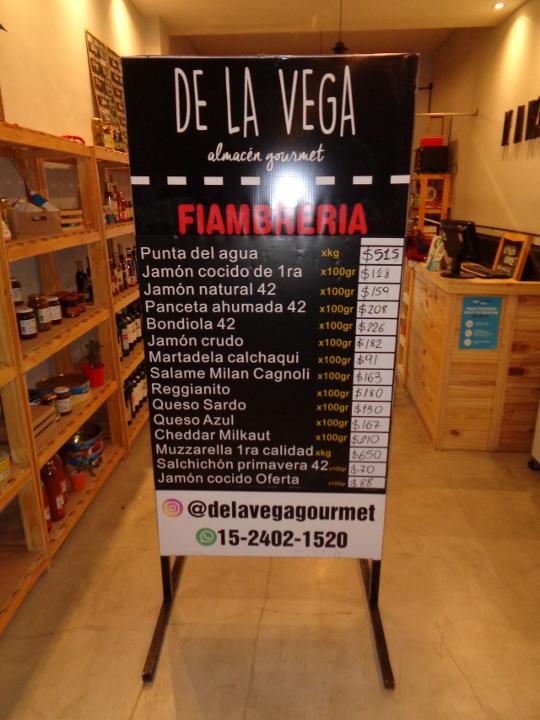 DE LA VEGA
almacén gourmet
FIAMBRERIA
Punta del agua xkg $515
Jamón cocido de 1ra x100gr $128
Jamón natural 42 x100gr $159
Panceta ahumada 42 x100gr $208
Bondiola 42 x100gr $226
Jamón crudo x100gr $182
Martadela calchaqui x100gr $91
Salame Milan Cagnoli x100gr $163
Reggianito x100gr $180
Queso Sardo x100gr $130
Queso Azul x100gr $167
Cheddar Milkaut x100gr $210
Muzzarella 1ra calidad xkg $650
Salchichón primavera 42 x100gr $70
Jamón cocido Oferta x100gr $88
@delavegagourmet
15-2402-1520